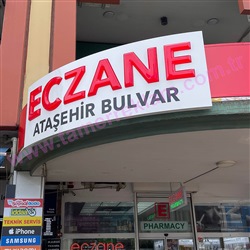 ECZANE
ATAŞEHİR BULVAR
TEKNİK SERVİS
iPhone
SAMSUNG
E
PHARMACY
eczane